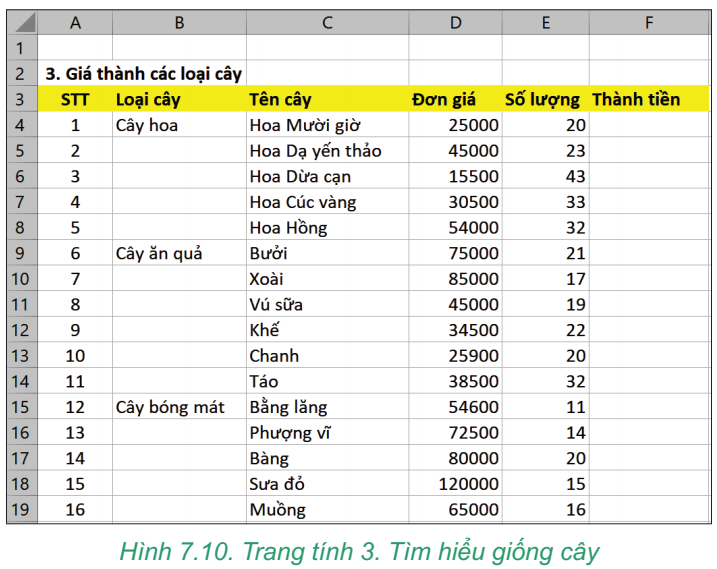 A B C D E F
1
2 3. Giá thành các loại cây
3 STT Loại cây Tên cây Đơn giá Số lượng Thành tiền
4 1 Cây hoa Hoa Mười giờ 25000 20
5 2 Hoa Dạ yến thảo 45000 23
6 3 Hoa Dừa cạn 15500 43
7 4 Hoa Cúc vàng 30500 33
8 5 Hoa Hồng 54000 32
9 6 Cây ăn quả Bưởi 75000 21
10 7 Xoài 85000 17
11 8 Vú sữa 45000 19
12 9 Khế 34500 22
13 10 Chanh 25900 20
14 11 Táo 38500 32
15 12 Cây bóng mát Bằng lăng 54600 11
16 13 Phượng vĩ 72500 14
17 14 Bàng 80000 20
18 15 Sưa đỏ 120000 15
19 16 Muồng 65000 16
Hình 7.10. Trang tính 3. Tìm hiểu giống cây